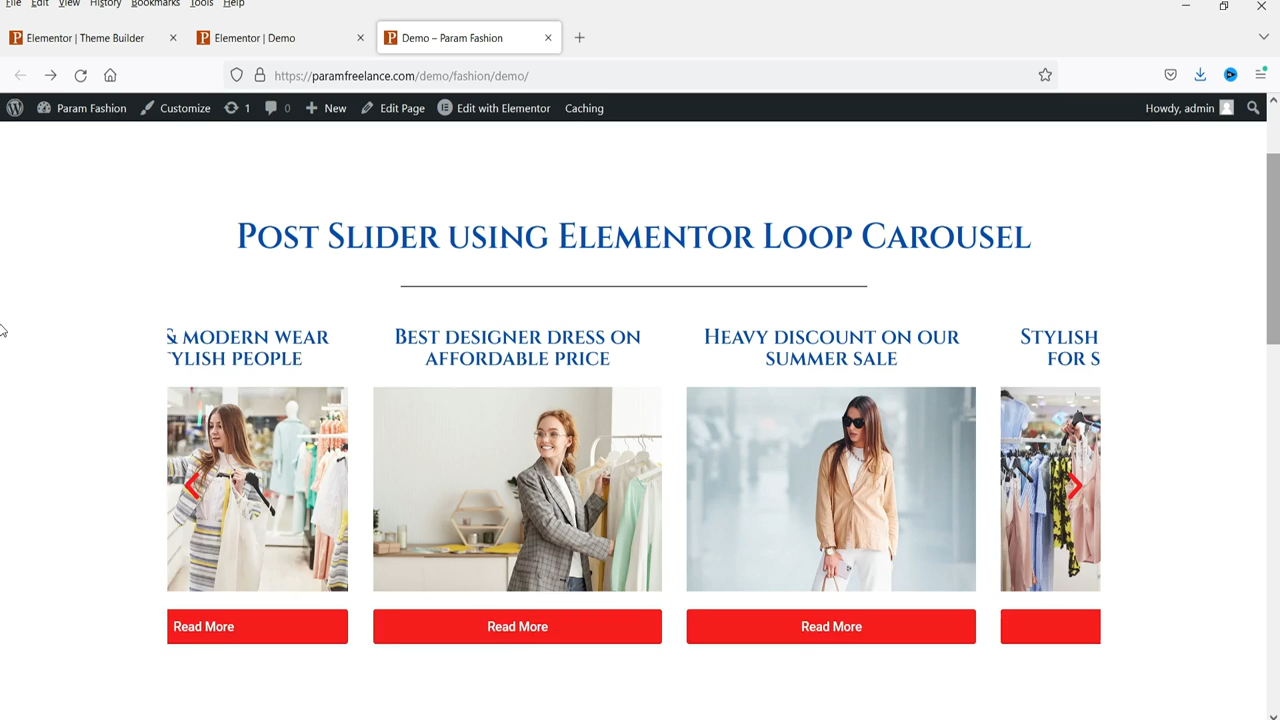 File Edit View History Bookmarks Tools Help
Elementor | Theme Builder
Elementor | Demo
Demo – Param Fashion
https://paramfreelance.com/demo/fashion/demo/
Param Fashion Customize 1 0 New Edit Page Edit with Elementor Caching Howdy, admin
Post Slider using Elementor Loop Carousel
& modern wear
tylish people
Best designer dress on
affordable price
Heavy discount on our
summer sale
Stylish
for s
Read More
Read More
Read More